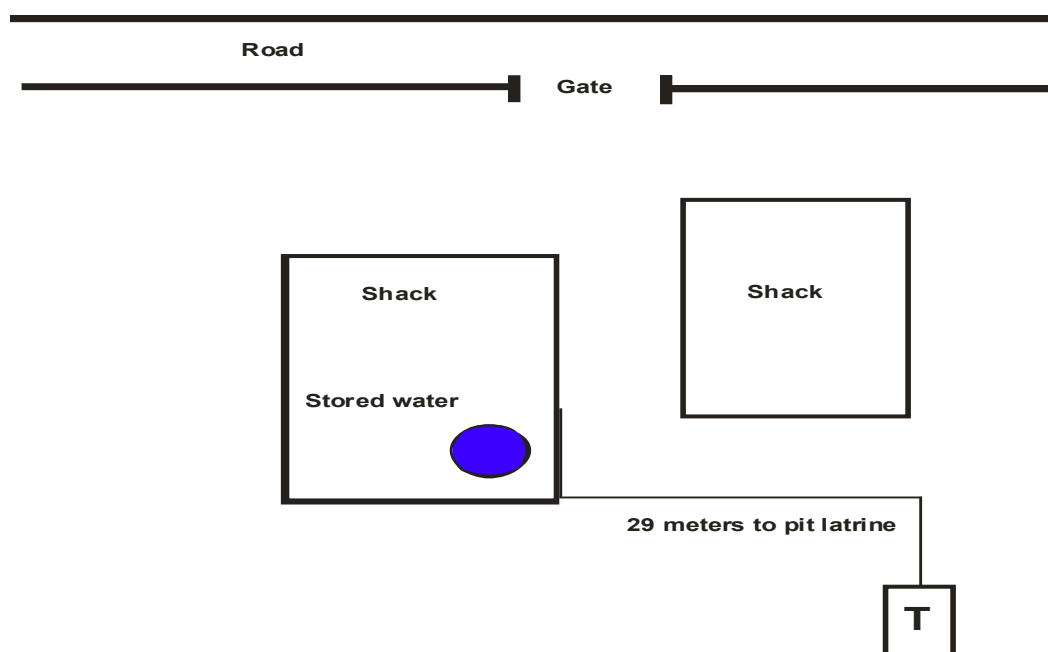 Road
Gate
Shack
Shack
Stored water
29 meters to pit latrine
T